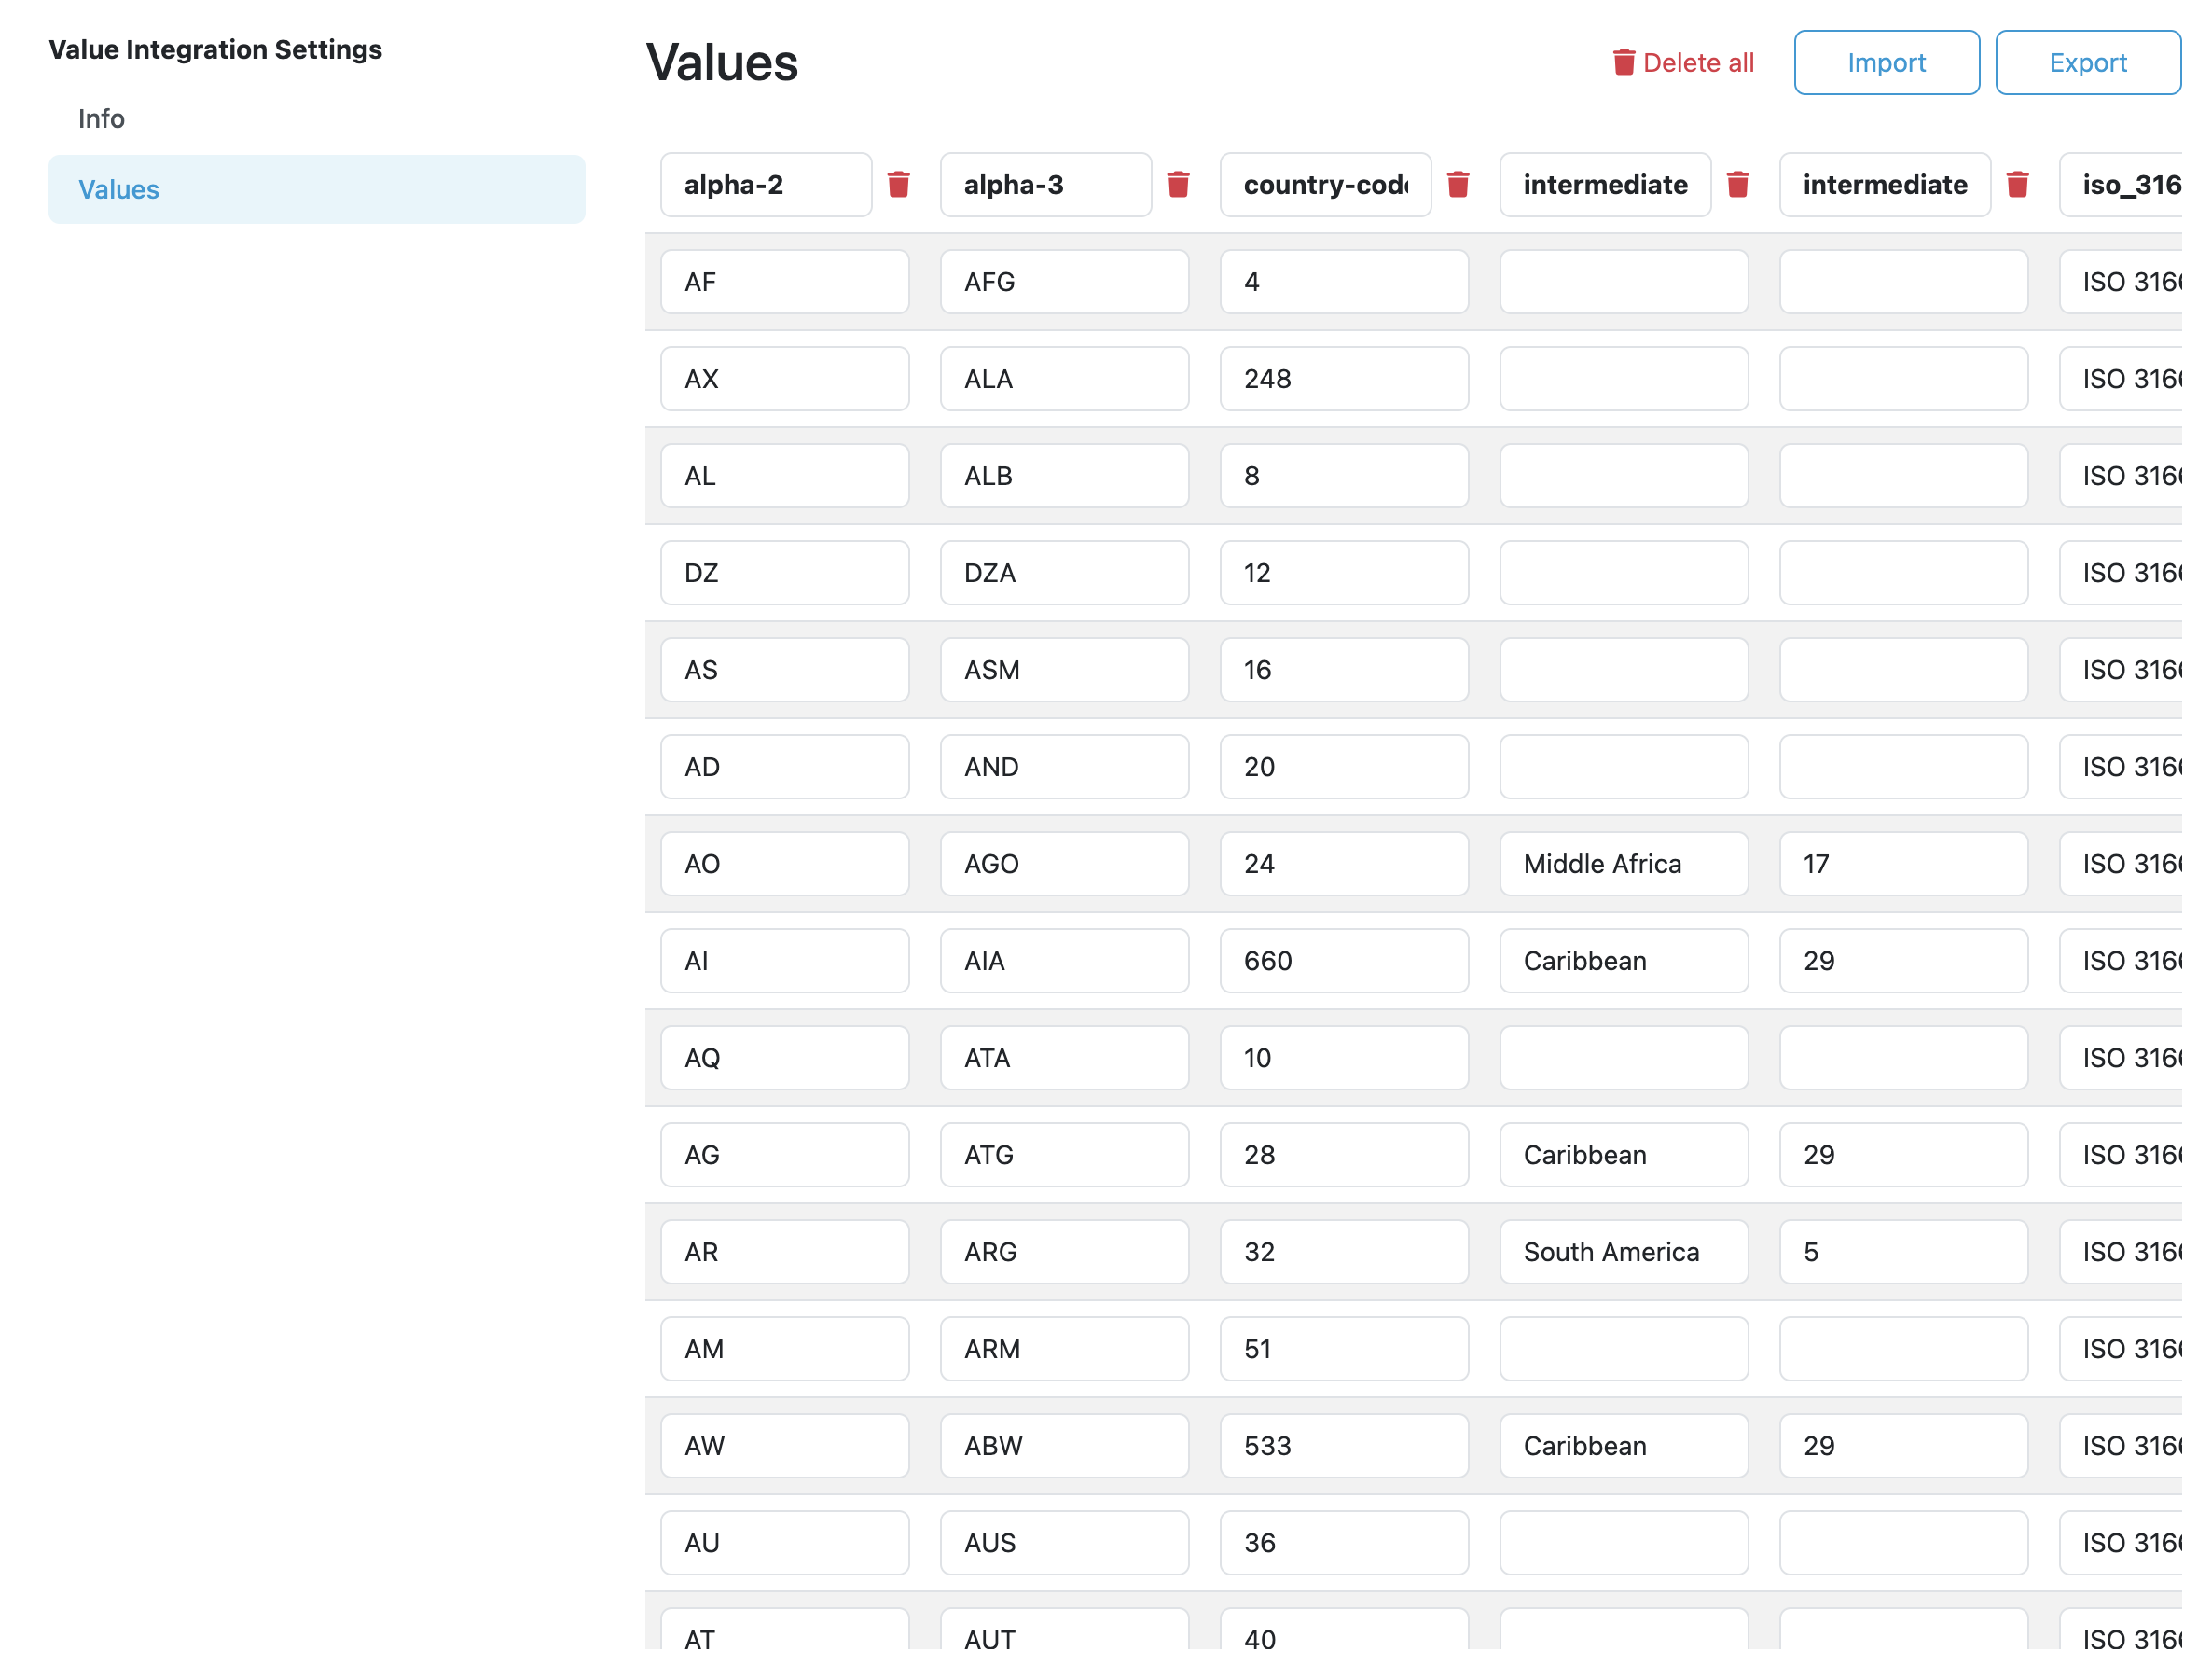 Value Integration Settings
Info
Values
Values
Delete all Import Export
alpha-2 alpha-3 country-code intermediate intermediate iso_316
AF AFG 4 ISO 316
AX ALA 248 ISO 316
AL ALB 8 ISO 316
DZ DZA 12 ISO 316
AS ASM 16 ISO 316
AD AND 20 ISO 316
AO AGO 24 Middle Africa 17 ISO 316
AI AIA 660 Caribbean 29 ISO 316
AQ ATA 10 ISO 316
AG ATG 28 Caribbean 29 ISO 316
AR ARG 32 South America 5 ISO 316
AM ARM 51 ISO 316
AW ABW 533 Caribbean 29 ISO 316
AU AUS 36 ISO 316
AT AUT 40 ISO 316